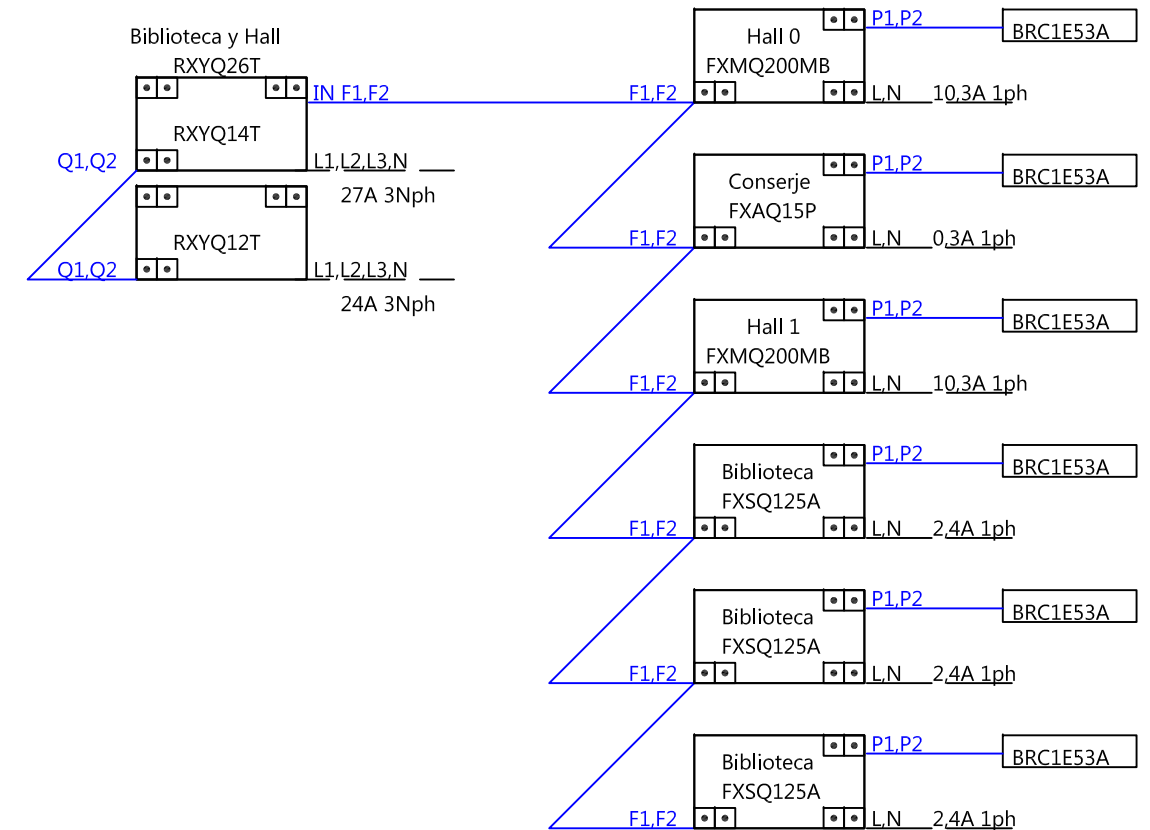 Biblioteca y Hall
RXYQ26T
IN F1,F2
RXYQ14T
Q1,Q2
L1,L2,L3,N
27A 3Nph
RXYQ12T
Q1,Q2
L1,L2,L3,N
24A 3Nph
P1,P2
BRC1E53A
Hall 0
FXMQ200MB
F1,F2
L,N
10,3A 1ph
P1,P2
BRC1E53A
Conserje
FXAQ15P
F1,F2
L,N
0,3A 1ph
P1,P2
BRC1E53A
Hall 1
FXMQ200MB
F1,F2
L,N
10,3A 1ph
P1,P2
BRC1E53A
Biblioteca
FXSQ125A
F1,F2
L,N
2,4A 1ph
P1,P2
BRC1E53A
Biblioteca
FXSQ125A
F1,F2
L,N
2,4A 1ph
P1,P2
BRC1E53A
Biblioteca
FXSQ125A
F1,F2
L,N
2,4A 1ph